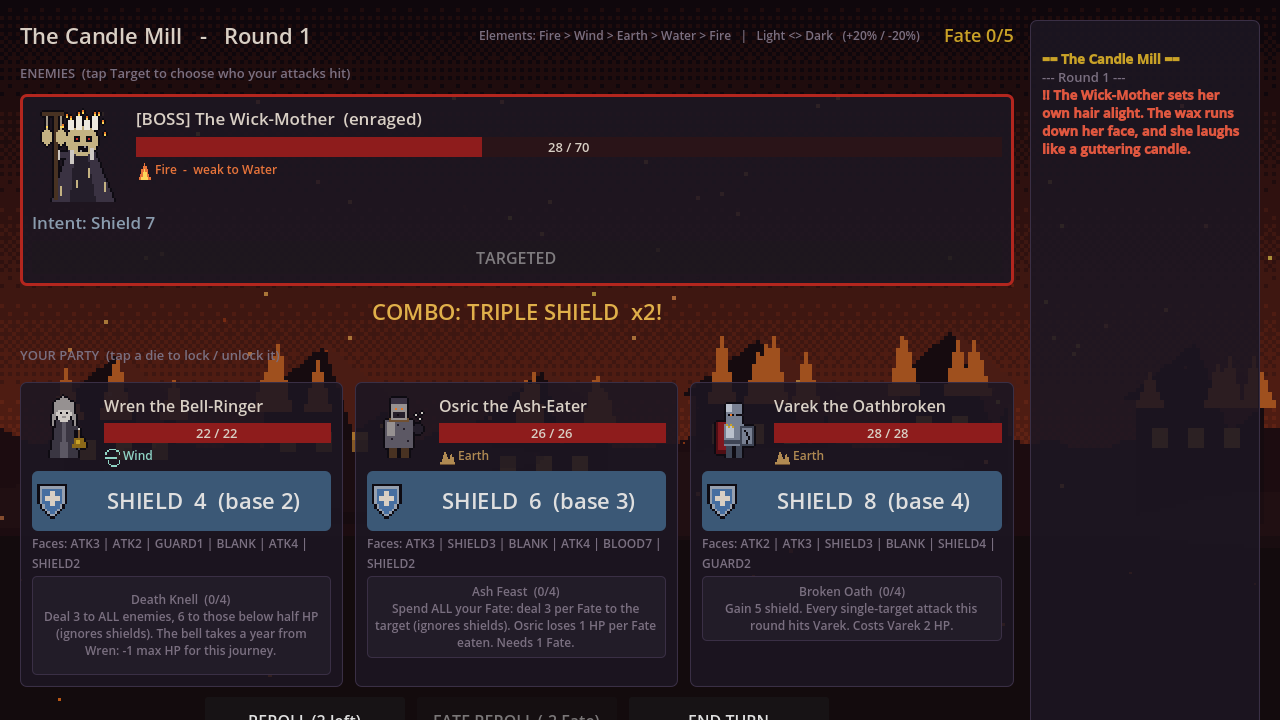 The Candle Mill - Round 1
Elements: Fire > Wind > Earth > Water > Fire | Light <> Dark (+20% / -20%)
Fate 0/5
ENEMIES (tap Target to choose who your attacks hit)
[BOSS] The Wick-Mother (enraged)
28 / 70
Fire - weak to Water
Intent: Shield 7
TARGETED
COMBO: TRIPLE SHIELD x2!
YOUR PARTY (tap a die to lock / unlock it)
Wren the Bell-Ringer
22 / 22
Wind
SHIELD 4 (base 2)
Faces: ATK3 | ATK2 | GUARD1 | BLANK | ATK4 |
SHIELD2
Death Knell (0/4)
Deal 3 to ALL enemies, 6 to those below half HP
(ignores shields). The bell takes a year from
Wren: -1 max HP for this journey.
Osric the Ash-Eater
26 / 26
Earth
SHIELD 6 (base 3)
Faces: ATK3 | SHIELD3 | BLANK | ATK4 | BLOOD7 |
SHIELD2
Ash Feast (0/4)
Spend ALL your Fate: deal 3 per Fate to the
target (ignores shields). Osric loses 1 HP per Fate
eaten. Needs 1 Fate.
Varek the Oathbroken
28 / 28
Earth
SHIELD 8 (base 4)
Faces: ATK2 | ATK3 | SHIELD3 | BLANK | SHIELD4 |
GUARD2
Broken Oath (0/4)
Gain 5 shield. Every single-target attack this
round hits Varek. Costs Varek 2 HP.
REROLL (2 left)
FATE REROLL (-2 Fate)
END TURN
== The Candle Mill ==
--- Round 1 ---
!! The Wick-Mother sets her
own hair alight. The wax runs
down her face, and she laughs
like a guttering candle.